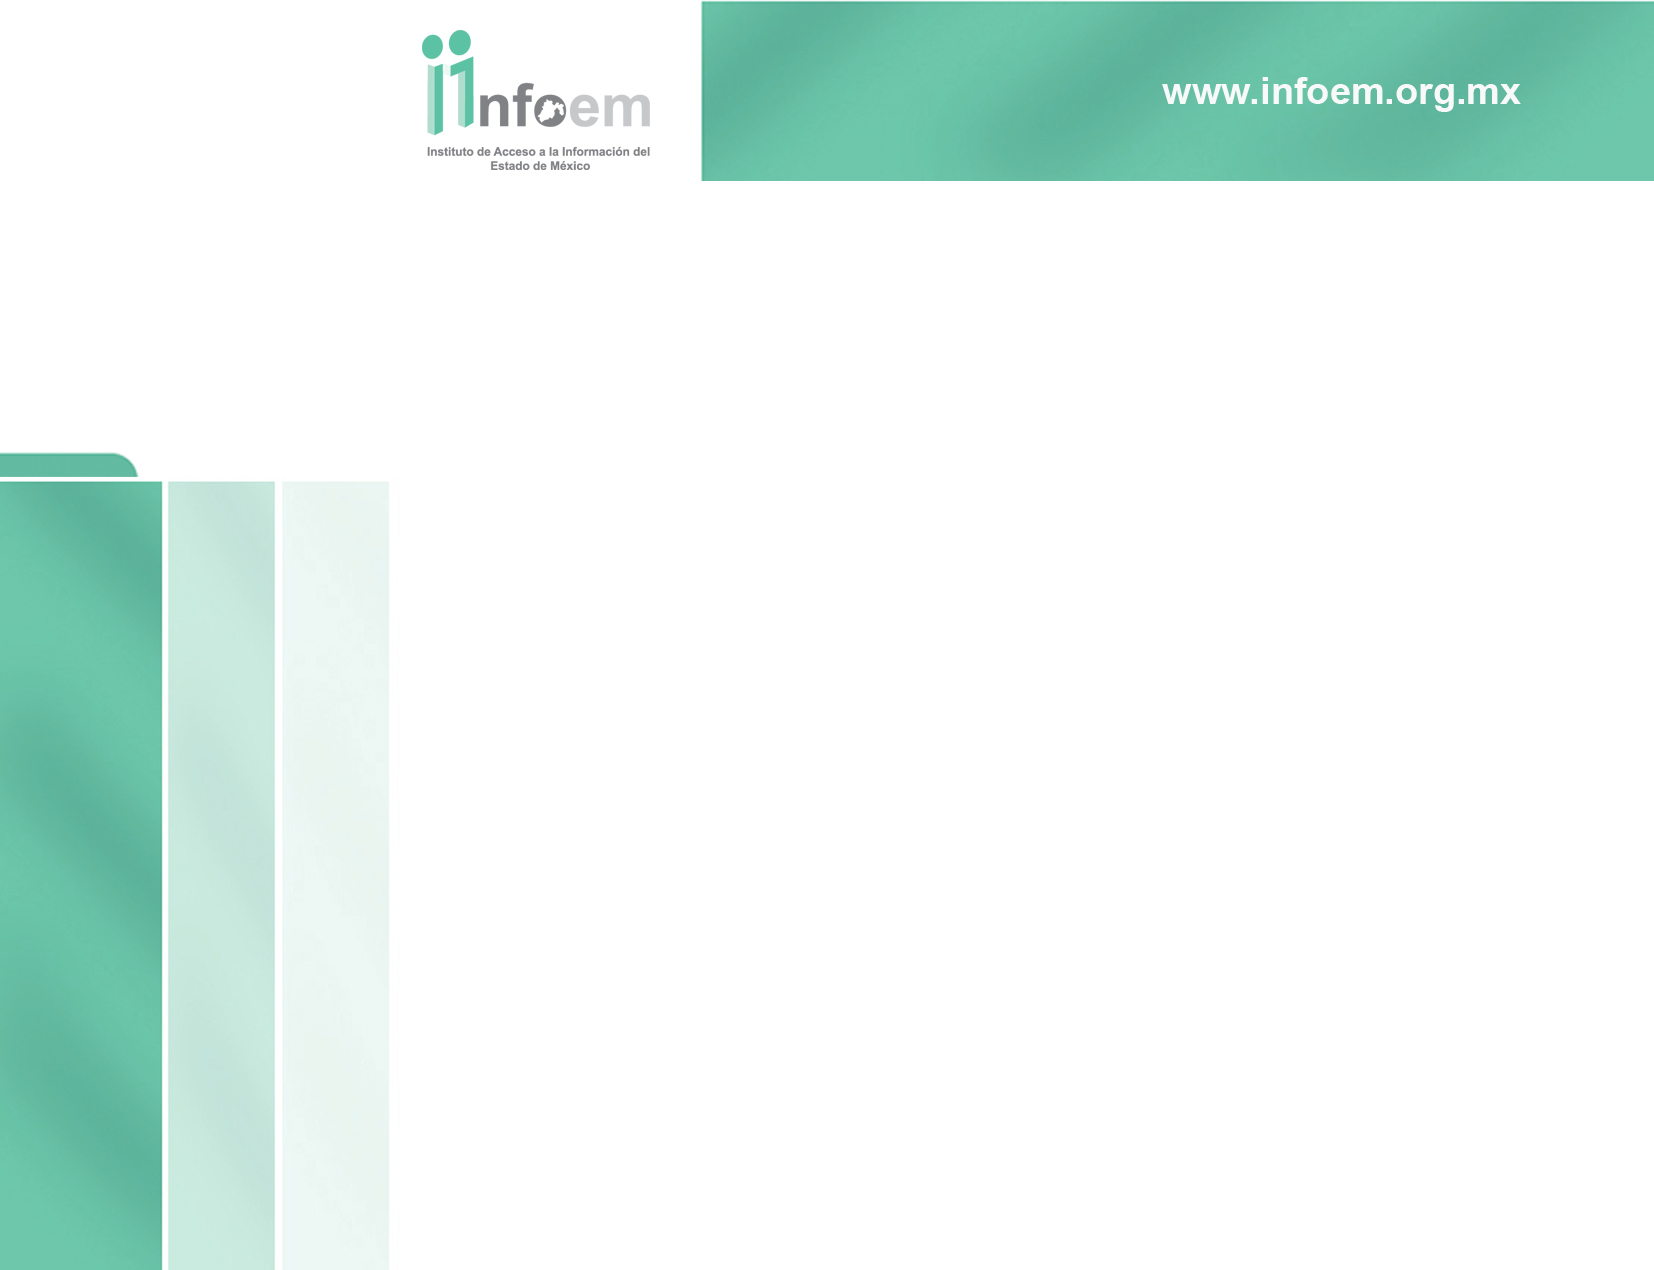 infoem
Instituto de Acceso a la Información del
Estado de México
www.infoem.org.mx